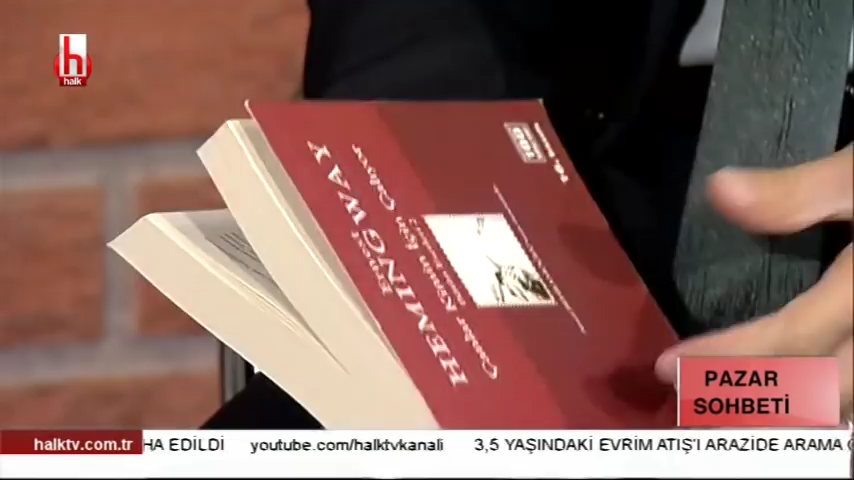 h
halk
Ernest
HEMINGWAY
Çanlar Kimin İçin Çalıyor
PAZAR
SOHBETİ
halktv.com.tr
HA EDİLDİ youtube.com/halktvkanali 3,5 YAŞINDAKİ EVRİM ATIŞ'I ARAZİDE ARAMA